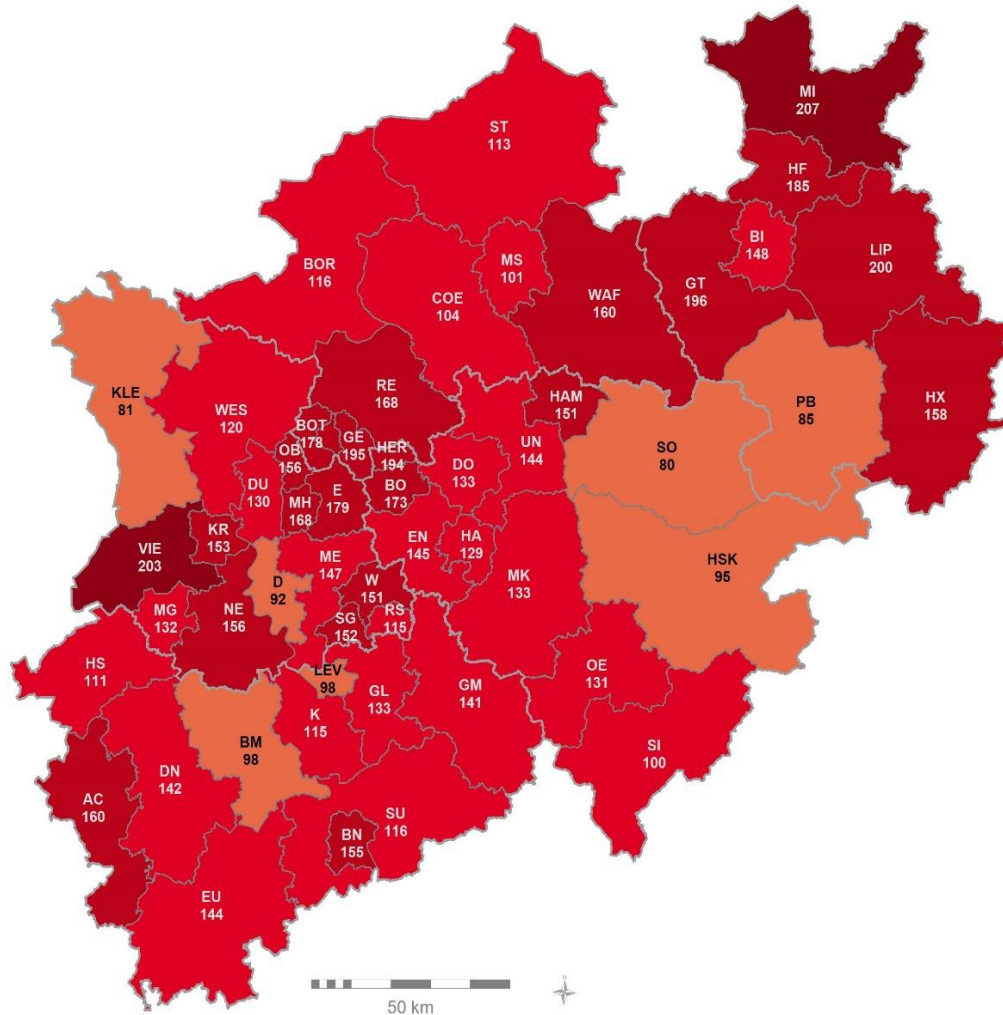 MI
207
ST
113
HF
185
BI
148
LIP
200
MS
101
BOR
116
GT
196
WAF
160
COE
104
KLE
81
RE
168
HAM
151
PB
85
HX
158
WES
120
BOT
178
GE
195
HER
194
UN
144
SO
80
OB
156
DO
133
DU
130
MH
168
E
179
BO
173
KR
153
EN
145
HA
129
VIE
203
ME
147
HSK
95
D
92
MK
133
W
151
MG
132
NE
156
SG
152
RS
115
HS
111
LEV
98
GL
133
GM
141
OE
131
K
115
BM
98
SI
100
DN
142
AC
160
SU
116
BN
155
EU
144
50 km